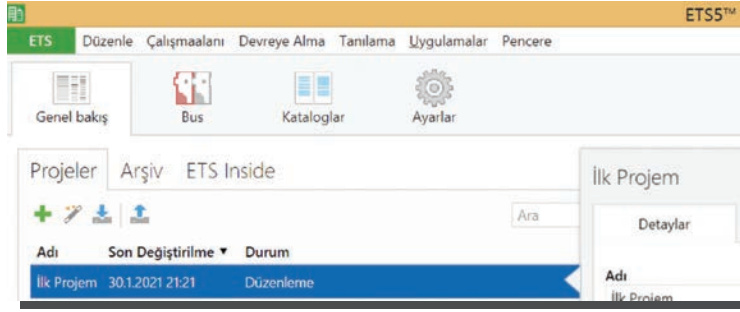 ETS5™
ETS Düzenle Çalışmaalanı Devreye Alma Tanılama Uygulamalar Pencere
Genel bakış Bus Kataloglar Ayarlar
Projeler Arşiv ETS Inside
İlk Projem
Ara
Detaylar
Adı Son Değiştirilme ▼ Durum
İlk Projem 30.1.2021 21:21 Düzenleme
Adı
İlk Projem